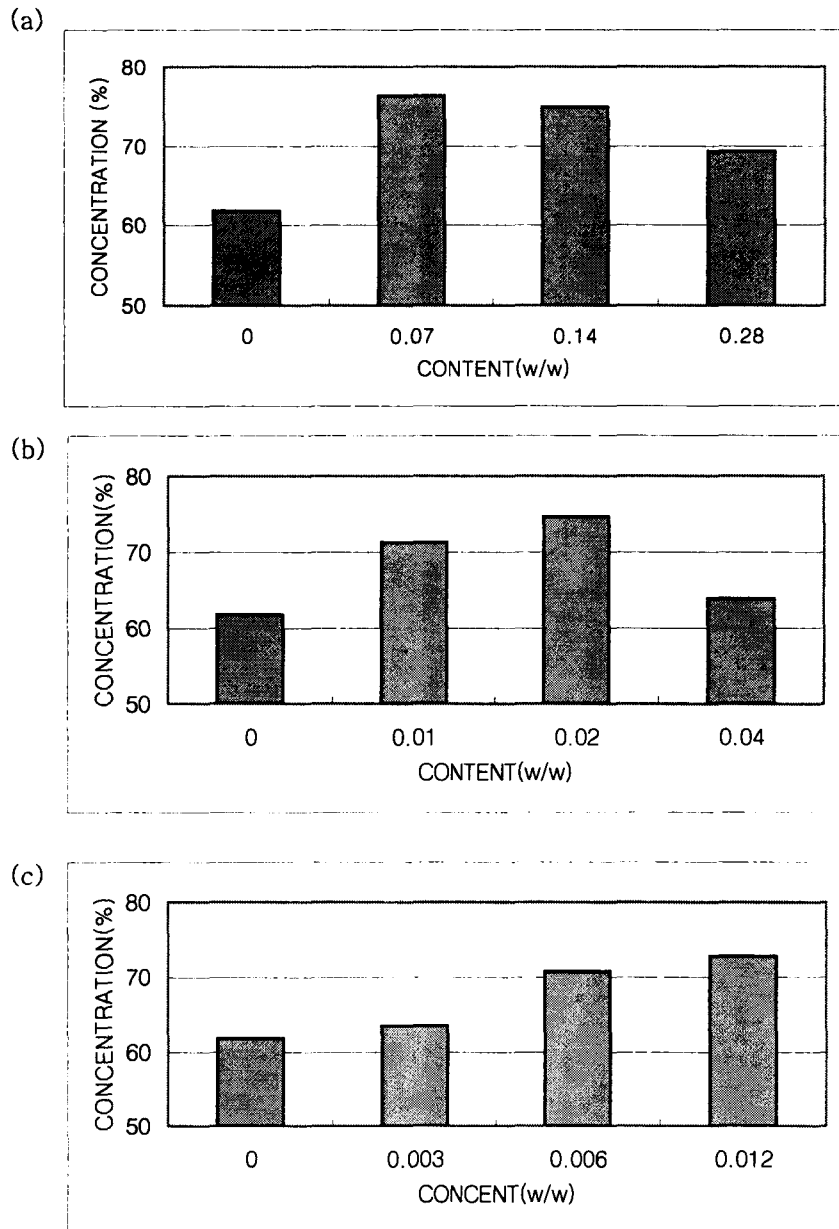 (a)
CONCENTRATION (%)
80
70
60
50
0 0.07 0.14 0.28
CONTENT(w/w)
(b)
CONCENTRATION(%)
80
70
60
50
0 0.01 0.02 0.04
CONTENT(w/w)
(c)
CONCENTRATION(%)
80
70
60
50
0 0.003 0.006 0.012
CONCENT(w/w)